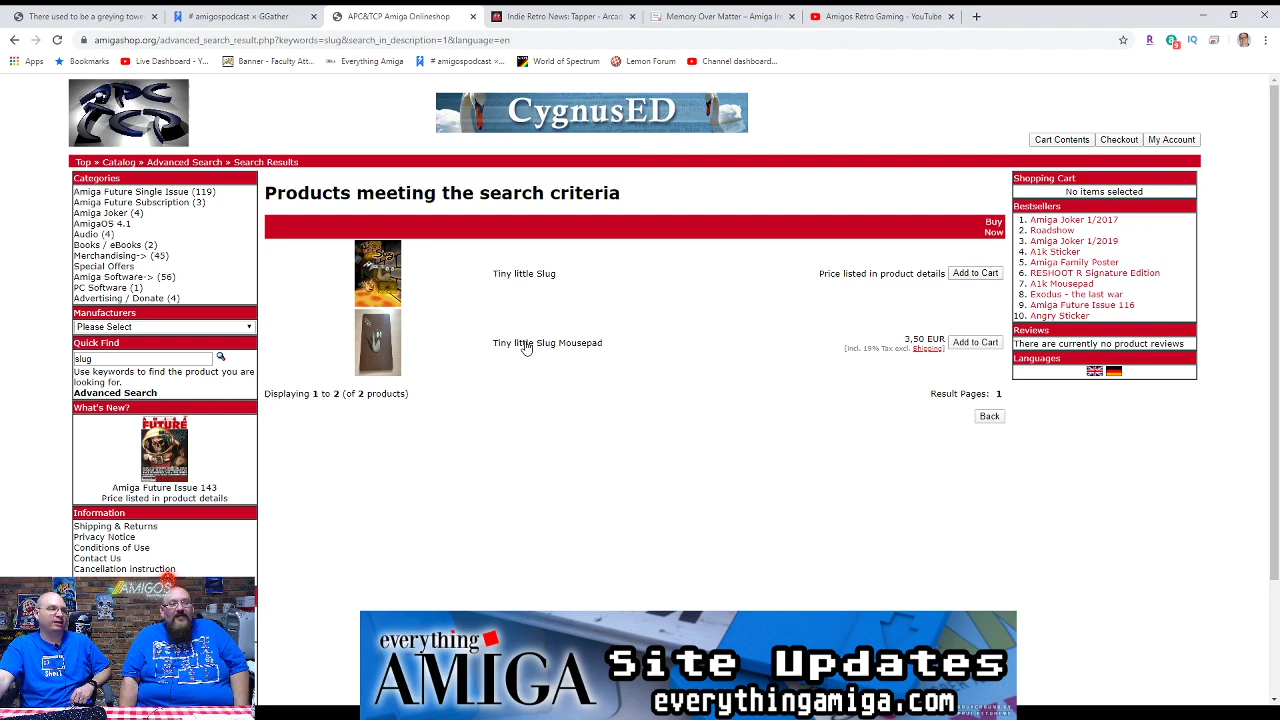 There used to be a greying tower
# amigospodcast × GGather
APC&TCP Amiga Onlineshop
Indie Retro News: Tapper - Arcad
Memory Over Matter – Amiga Ire
Amigos Retro Gaming - YouTube
amigashop.org/advanced_search_result.php?keywords=slug&search_in_description=1&language=en
Apps
Bookmarks
Live Dashboard - Y...
Banner - Faculty Att...
Everything Amiga
# amigospodcast ×...
World of Spectrum
Lemon Forum
Channel dashboard...
APC
TCP
CygnusED
Cart Contents
Checkout
My Account
Top » Catalog » Advanced Search » Search Results
Categories
Amiga Future Single Issue (119)
Amiga Future Subscription (3)
Amiga Joker (4)
AmigaOS 4.1
Audio (4)
Books / eBooks (2)
Merchandising-> (45)
Special Offers
Amiga Software-> (56)
PC Software (1)
Advertising / Donate (4)
Manufacturers
Please Select
Quick Find
slug
Use keywords to find the product you are
looking for.
Advanced Search
What's New?
FUTURE
Amiga Future Issue 143
Price listed in product details
Information
Shipping & Returns
Privacy Notice
Conditions of Use
Contact Us
Cancellation instruction
Products meeting the search criteria
Buy
Now
Tiny little Slug
Price listed in product details
Add to Cart
Tiny little Slug Mousepad
3,50 EUR
[incl. 19% Tax excl. Shipping]
Add to Cart
Displaying 1 to 2 (of 2 products)
Result Pages: 1
Back
Shopping Cart
No items selected
Bestsellers
1. Amiga Joker 1/2017
2. Roadshow
3. Amiga Joker 1/2019
4. A1k Sticker
5. Amiga Family Poster
6. RESHOOT R Signature Edition
7. A1k Mousepad
8. Exodus - the last war
9. Amiga Future Issue 116
10. Angry Sticker
Reviews
There are currently no product reviews
Languages
AMIGOS
everything
AMIGA
Site Updates
everythingamiga.com